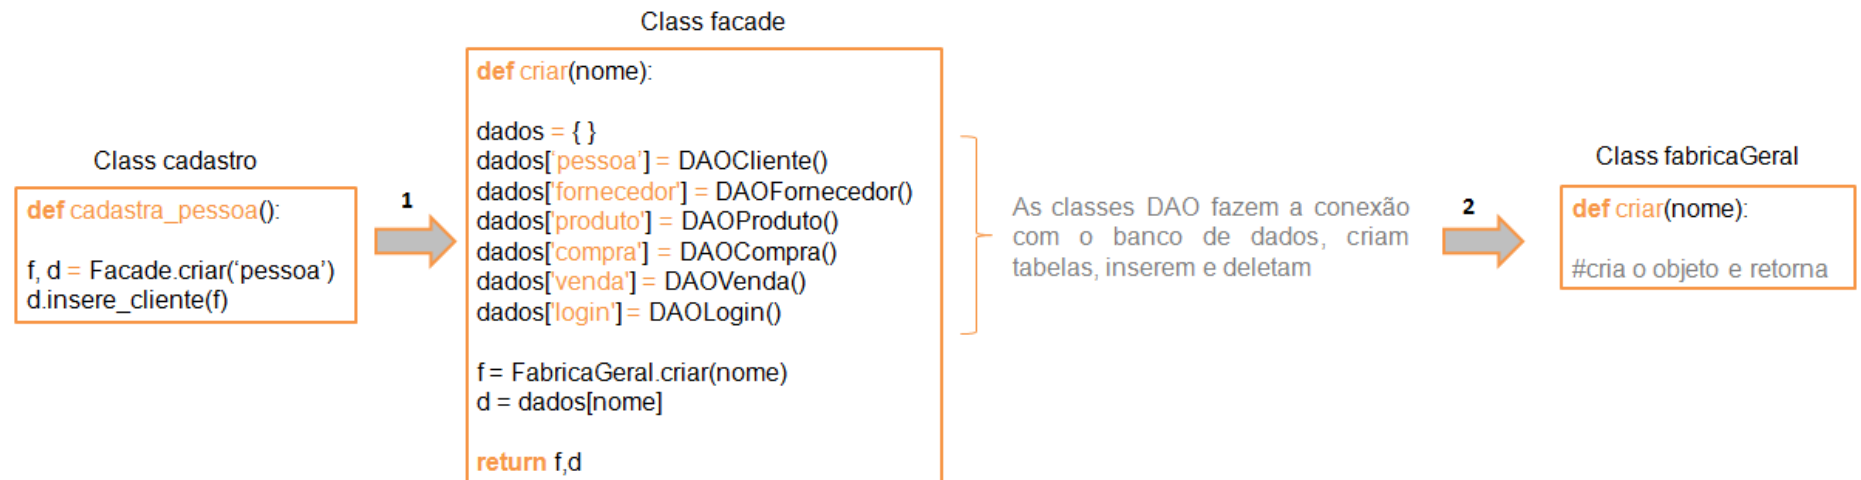 Class cadastro
def cadastra_pessoa():
f, d = Facade.criar(‘pessoa’)
d.insere_cliente(f)
1
Class facade
def criar(nome):
dados = { }
dados[‘pessoa’] = DAOCliente()
dados['fornecedor'] = DAOFornecedor()
dados['produto'] = DAOProduto()
dados['compra'] = DAOCompra()
dados['venda'] = DAOVenda()
dados['login'] = DAOLogin()
f = FabricaGeral.criar(nome)
d = dados[nome]
return f,d
As classes DAO fazem a conexão
com o banco de dados, criam
tabelas, inserem e deletam
2
Class fabricaGeral
def criar(nome):
#cria o objeto e retorna